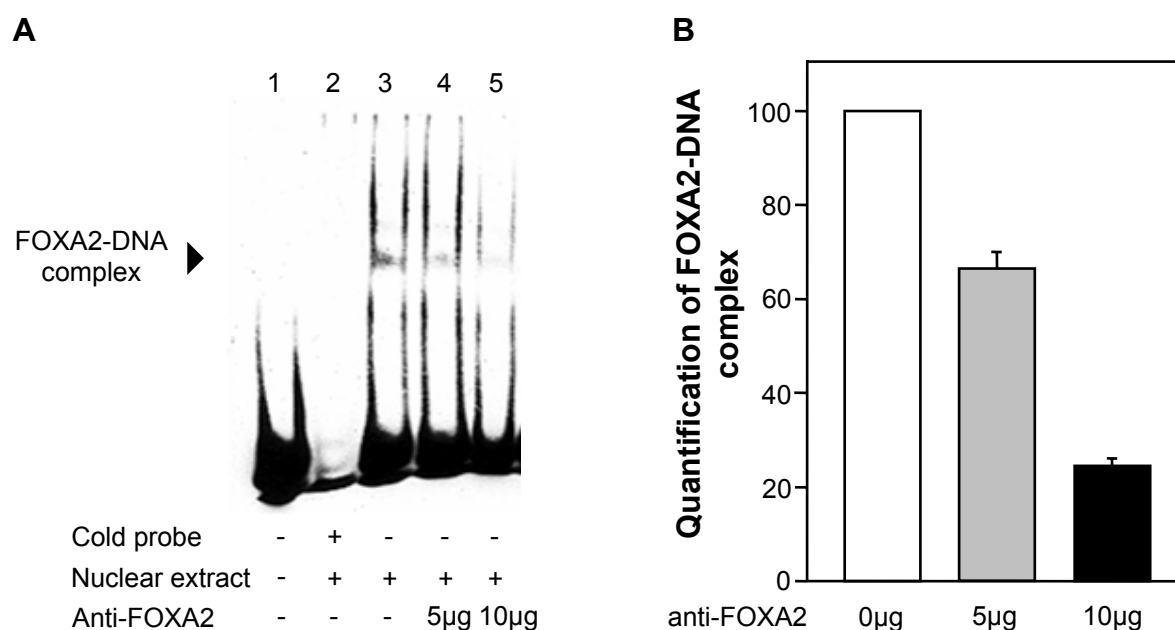 A
1 2 3 4 5
FOXA2-DNA
complex
Cold probe - + - - -
Nuclear extract - + + + +
Anti-FOXA2 - - - 5µg 10µg
B
Quantification of FOXA2-DNA
complex
100
80
60
40
20
0
anti-FOXA2 0µg 5µg 10µg